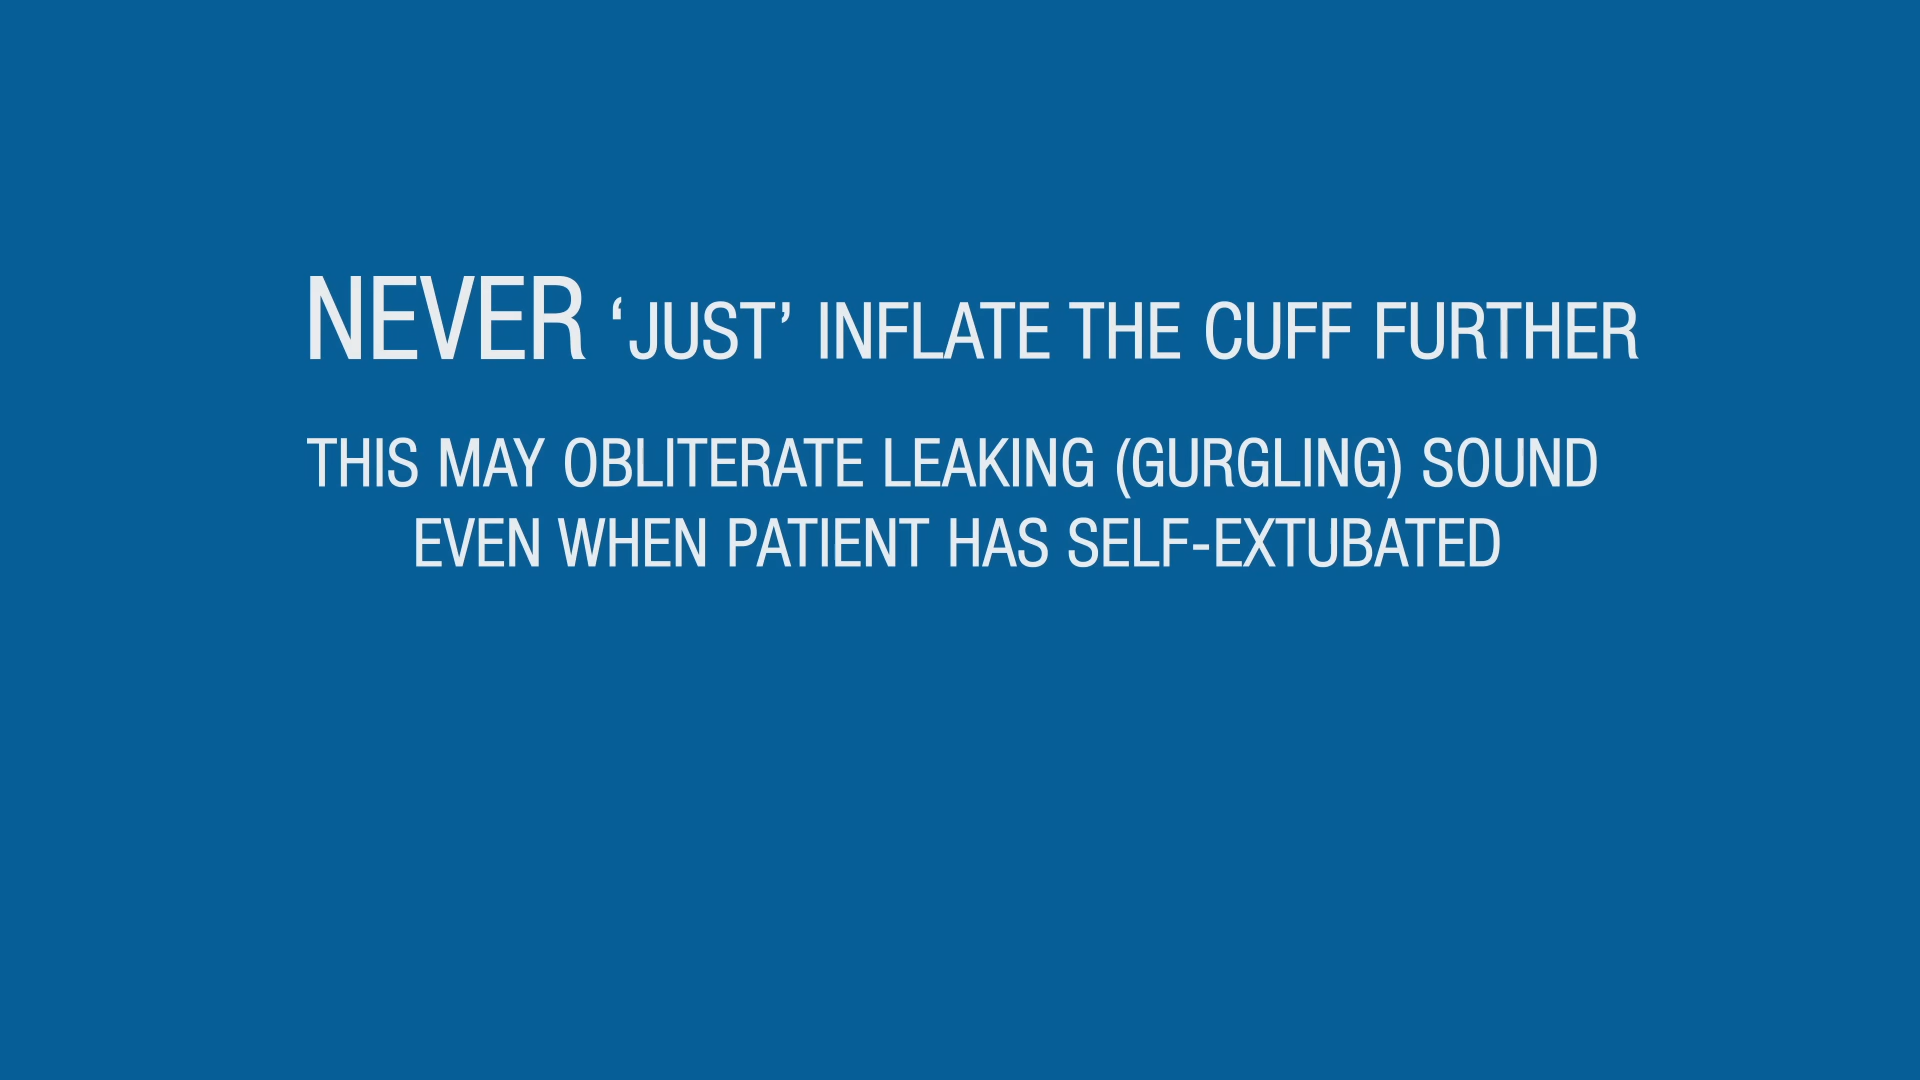 NEVER ‘JUST’ INFLATE THE CUFF FURTHER
THIS MAY OBLITERATE LEAKING (GURGLING) SOUND
EVEN WHEN PATIENT HAS SELF-EXTUBATED